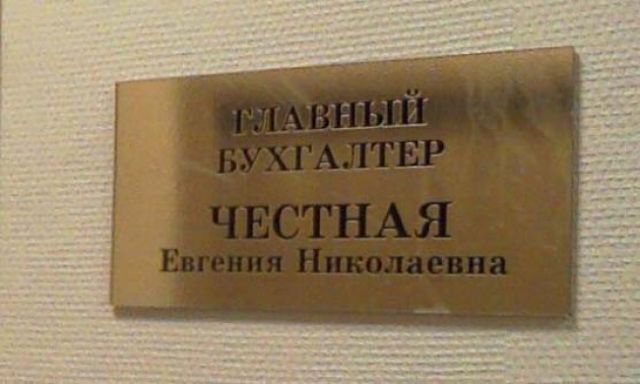 ГЛАВНЫЙ
БУХГАЛТЕР
ЧЕСТНАЯ
Евгения Николаевна